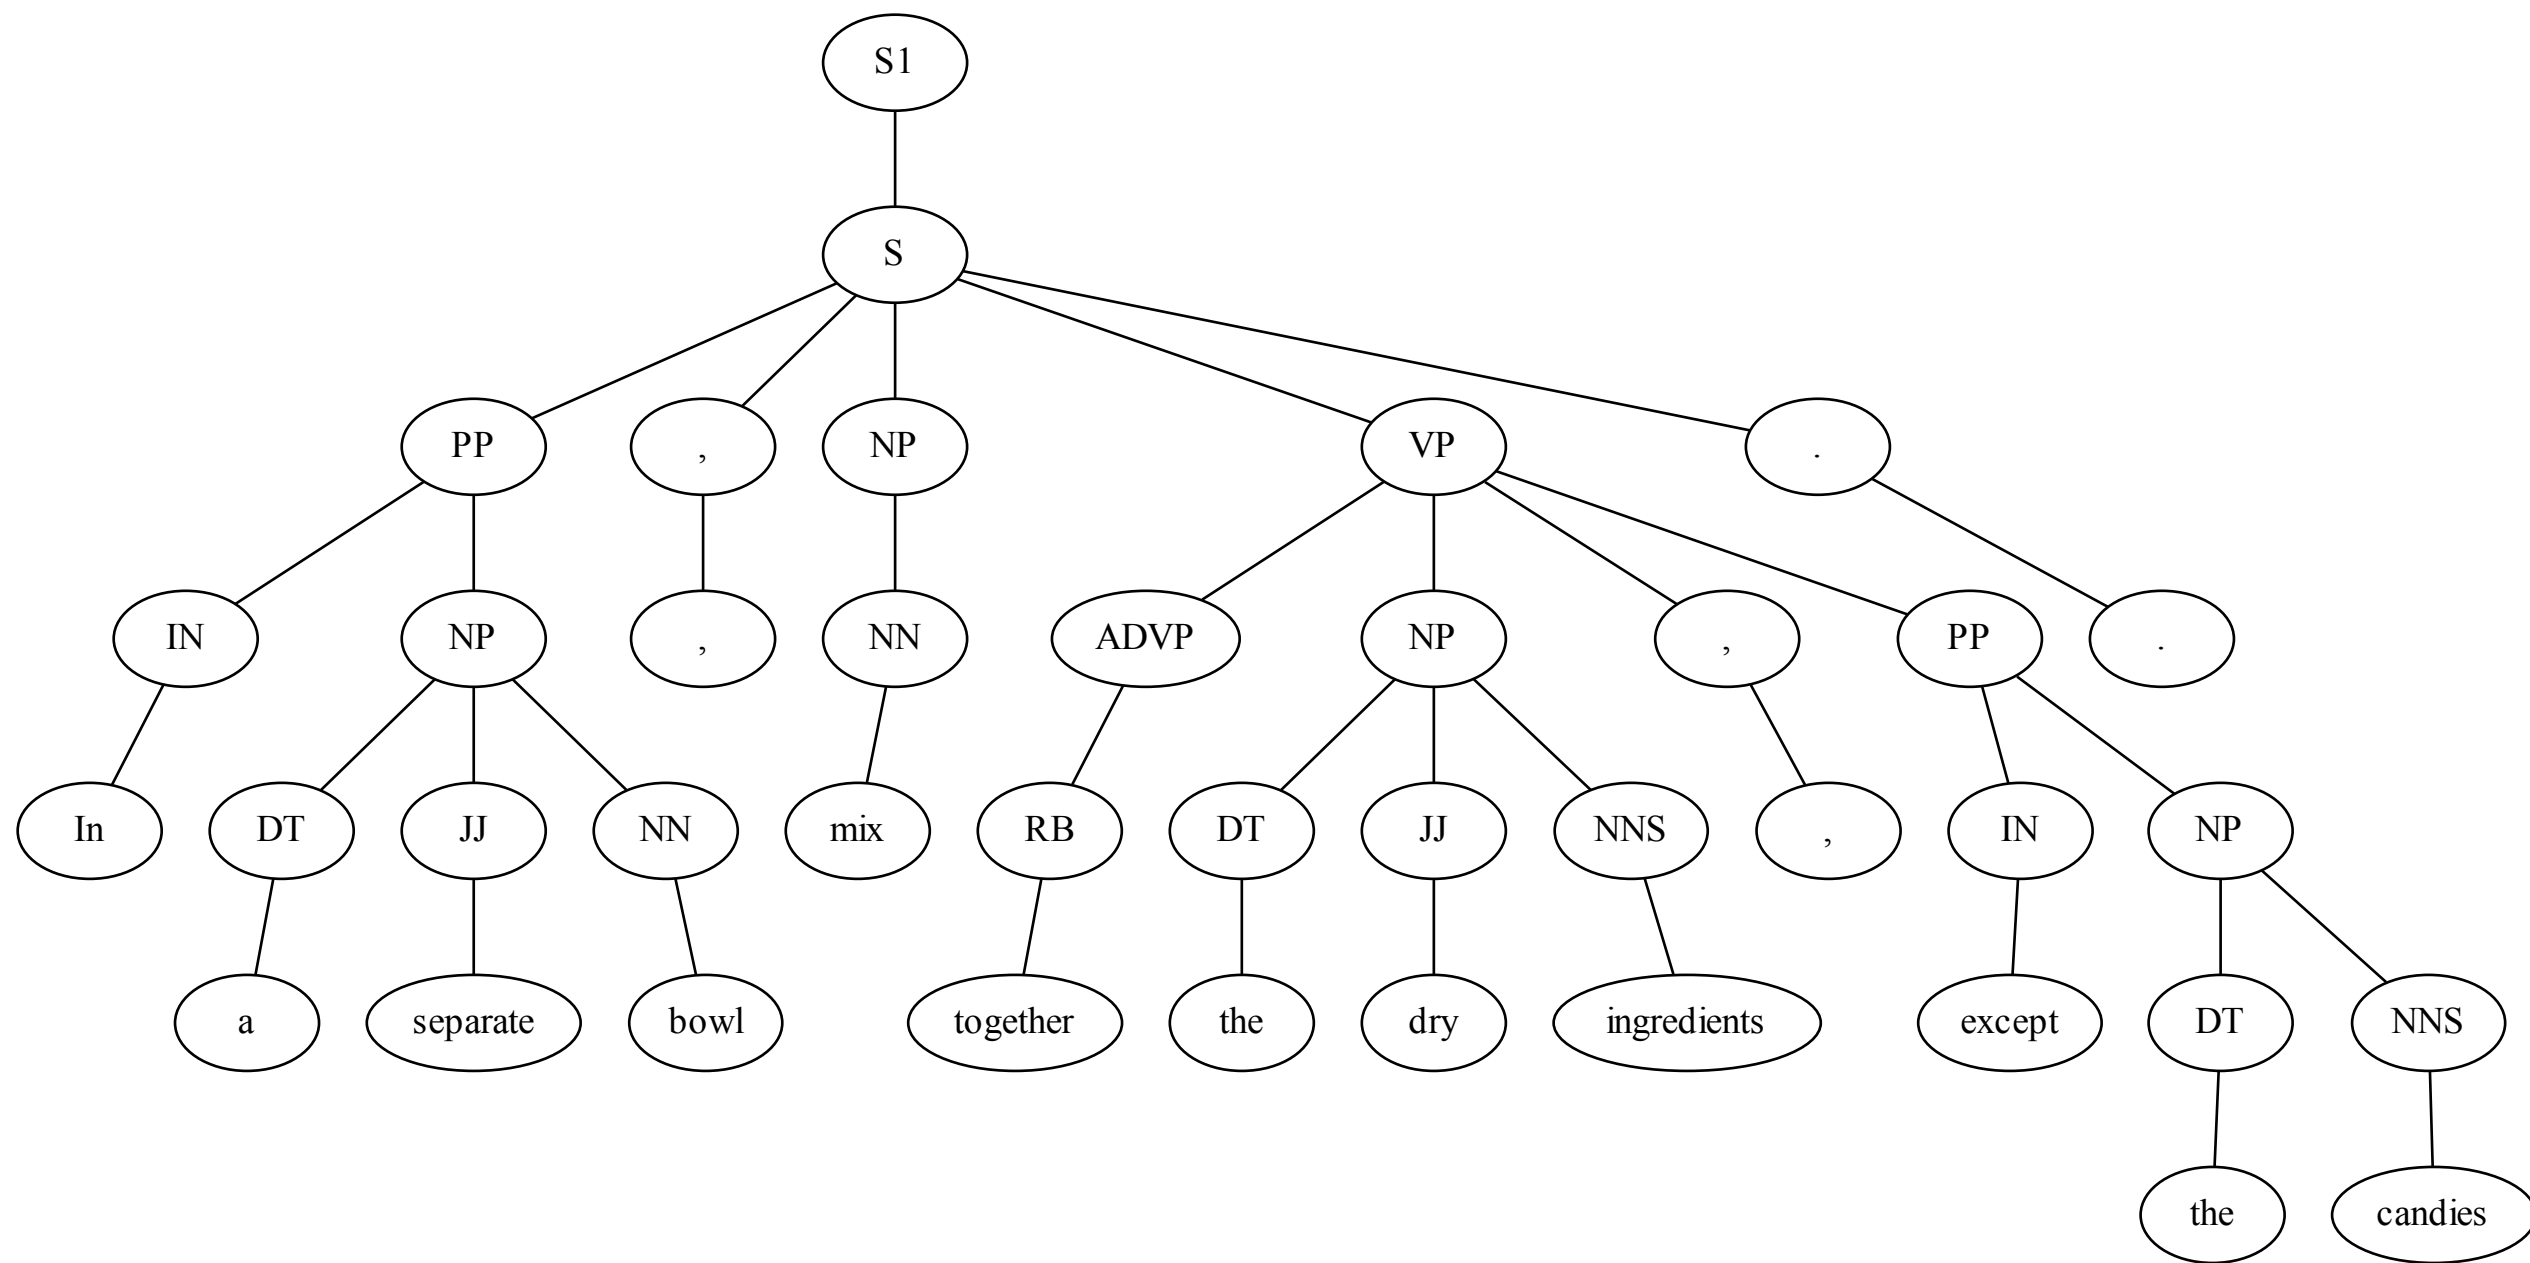 S1
S
PP , NP VP .
IN NP , NN ADVP NP , PP .
In DT JJ NN mix RB DT JJ NNS , IN NP
a separate bowl together the dry ingredients except DT NNS
the candies